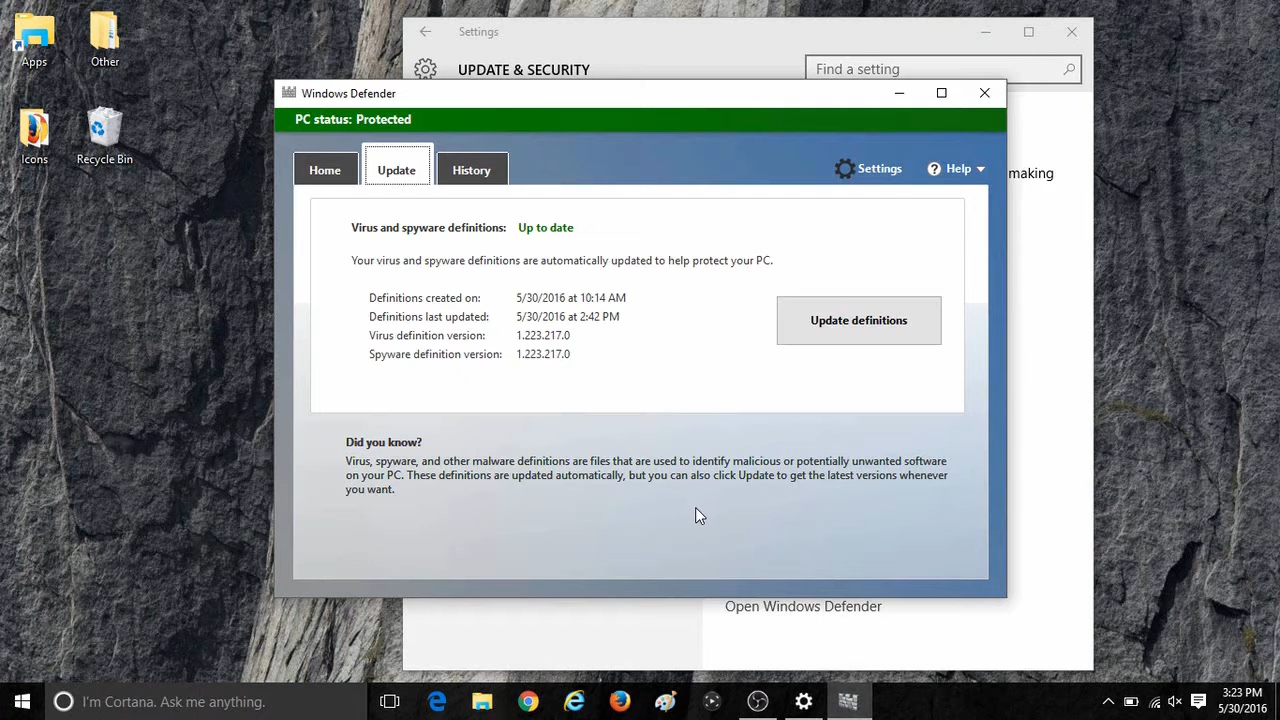 Apps
Other
Icons
Recycle Bin
Settings
UPDATE & SECURITY
Find a setting
making
Windows Defender
PC status: Protected
Home
Update
History
Settings
Help
Virus and spyware definitions: Up to date
Your virus and spyware definitions are automatically updated to help protect your PC.
Definitions created on: 5/30/2016 at 10:14 AM
Definitions last updated: 5/30/2016 at 2:42 PM
Virus definition version: 1.223.217.0
Spyware definition version: 1.223.217.0
Update definitions
Did you know?
Virus, spyware, and other malware definitions are files that are used to identify malicious or potentially unwanted software
on your PC. These definitions are updated automatically, but you can also click Update to get the latest versions whenever
you want.
Open Windows Defender
I'm Cortana. Ask me anything.
3:23 PM
5/30/2016